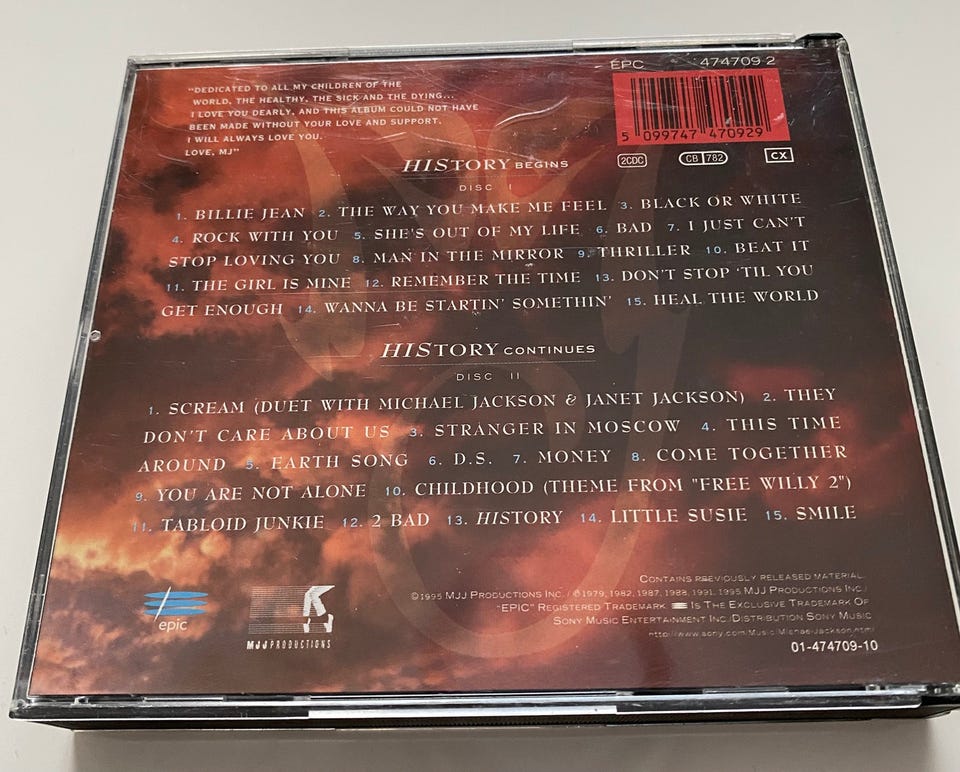 EPC 474709 2
"DEDICATED TO ALL MY CHILDREN OF THE
WORLD, THE HEALTHY, THE SICK AND THE DYING...
I LOVE YOU DEARLY, AND THIS ALBUM COULD NOT HAVE
BEEN MADE WITHOUT YOUR LOVE AND SUPPORT.
I WILL ALWAYS LOVE YOU.
LOVE, MJ"
5 099747 470929
2CDC CB 782 CX
HISTORY BEGINS
DISC I
1. BILLIE JEAN 2. THE WAY YOU MAKE ME FEEL 3. BLACK OR WHITE
4. ROCK WITH YOU 5. SHE'S OUT OF MY LIFE 6. BAD 7. I JUST CAN'T
STOP LOVING YOU 8. MAN IN THE MIRROR 9. THRILLER 10. BEAT IT
11. THE GIRL IS MINE 12. REMEMBER THE TIME 13. DON'T STOP 'TIL YOU
GET ENOUGH 14. WANNA BE STARTIN' SOMETHIN' 15. HEAL THE WORLD
HISTORY CONTINUES
DISC II
1. SCREAM (DUET WITH MICHAEL JACKSON & JANET JACKSON) 2. THEY
DON'T CARE ABOUT US 3. STRANGER IN MOSCOW 4. THIS TIME
AROUND 5. EARTH SONG 6. D.S. 7. MONEY 8. COME TOGETHER
9. YOU ARE NOT ALONE 10. CHILDHOOD (THEME FROM "FREE WILLY 2")
11. TABLOID JUNKIE 12. 2 BAD 13. HISTORY 14. LITTLE SUSIE 15. SMILE
epic
MJJ PRODUCTIONS
CONTAINS PREVIOUSLY RELEASED MATERIAL.
© 1995 MJJ PRODUCTIONS INC. / ℗ 1979, 1982, 1987, 1988, 1991, 1995 MJJ PRODUCTIONS INC./
"EPIC" REGISTERED TRADEMARK IS THE EXCLUSIVE TRADEMARK OF
SONY MUSIC ENTERTAINMENT INC./DISTRIBUTION SONY MUSIC
http://www.sony.com/Music/MichaelJackson.html
01-474709-10